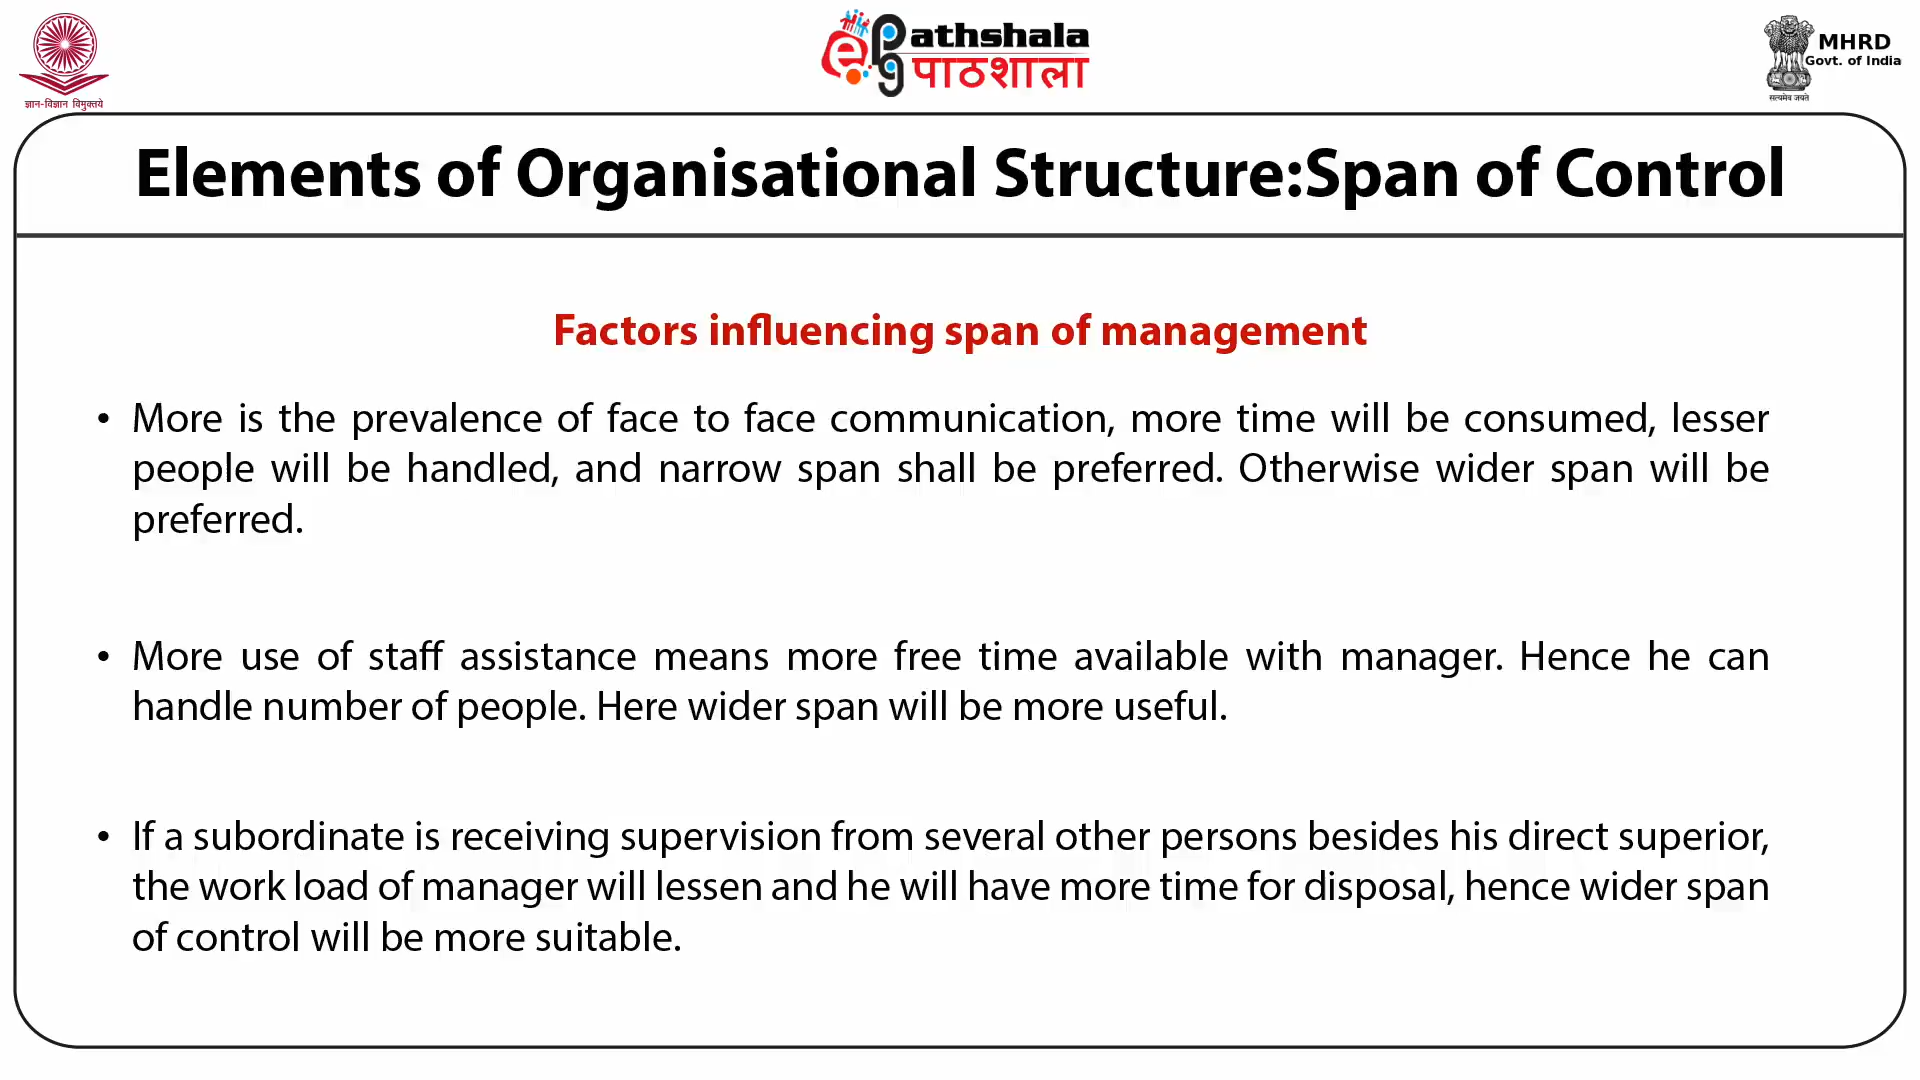 ज्ञान-विज्ञान विमुक्तये
ePG Pathshala
पाठशाला
MHRD
Govt. of India
सत्यमेव जयते
Elements of Organisational Structure:Span of Control
Factors influencing span of management
• More is the prevalence of face to face communication, more time will be consumed, lesser
people will be handled, and narrow span shall be preferred. Otherwise wider span will be
preferred.
• More use of staff assistance means more free time available with manager. Hence he can
handle number of people. Here wider span will be more useful.
• If a subordinate is receiving supervision from several other persons besides his direct superior,
the work load of manager will lessen and he will have more time for disposal, hence wider span
of control will be more suitable.